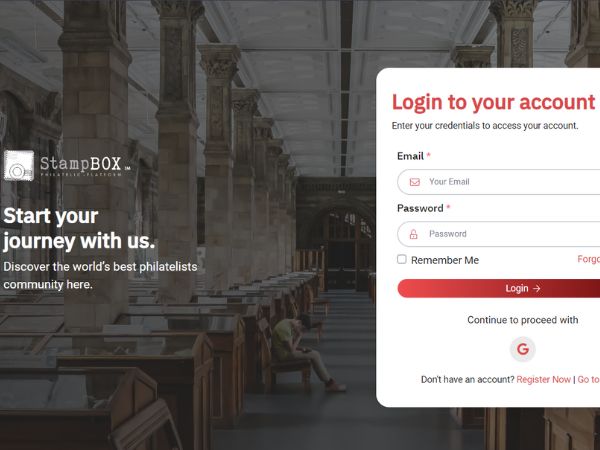 StampBOX
PHILATELIC-PLATFORM
Start your
journey with us.
Discover the world's best philatelists
community here.
Login to your account
Enter your credentials to access your account.
Email *
Your Email
Password *
Password
Remember Me
Forgo
Login →
Continue to proceed with
G
Don't have an account? Register Now | Go to